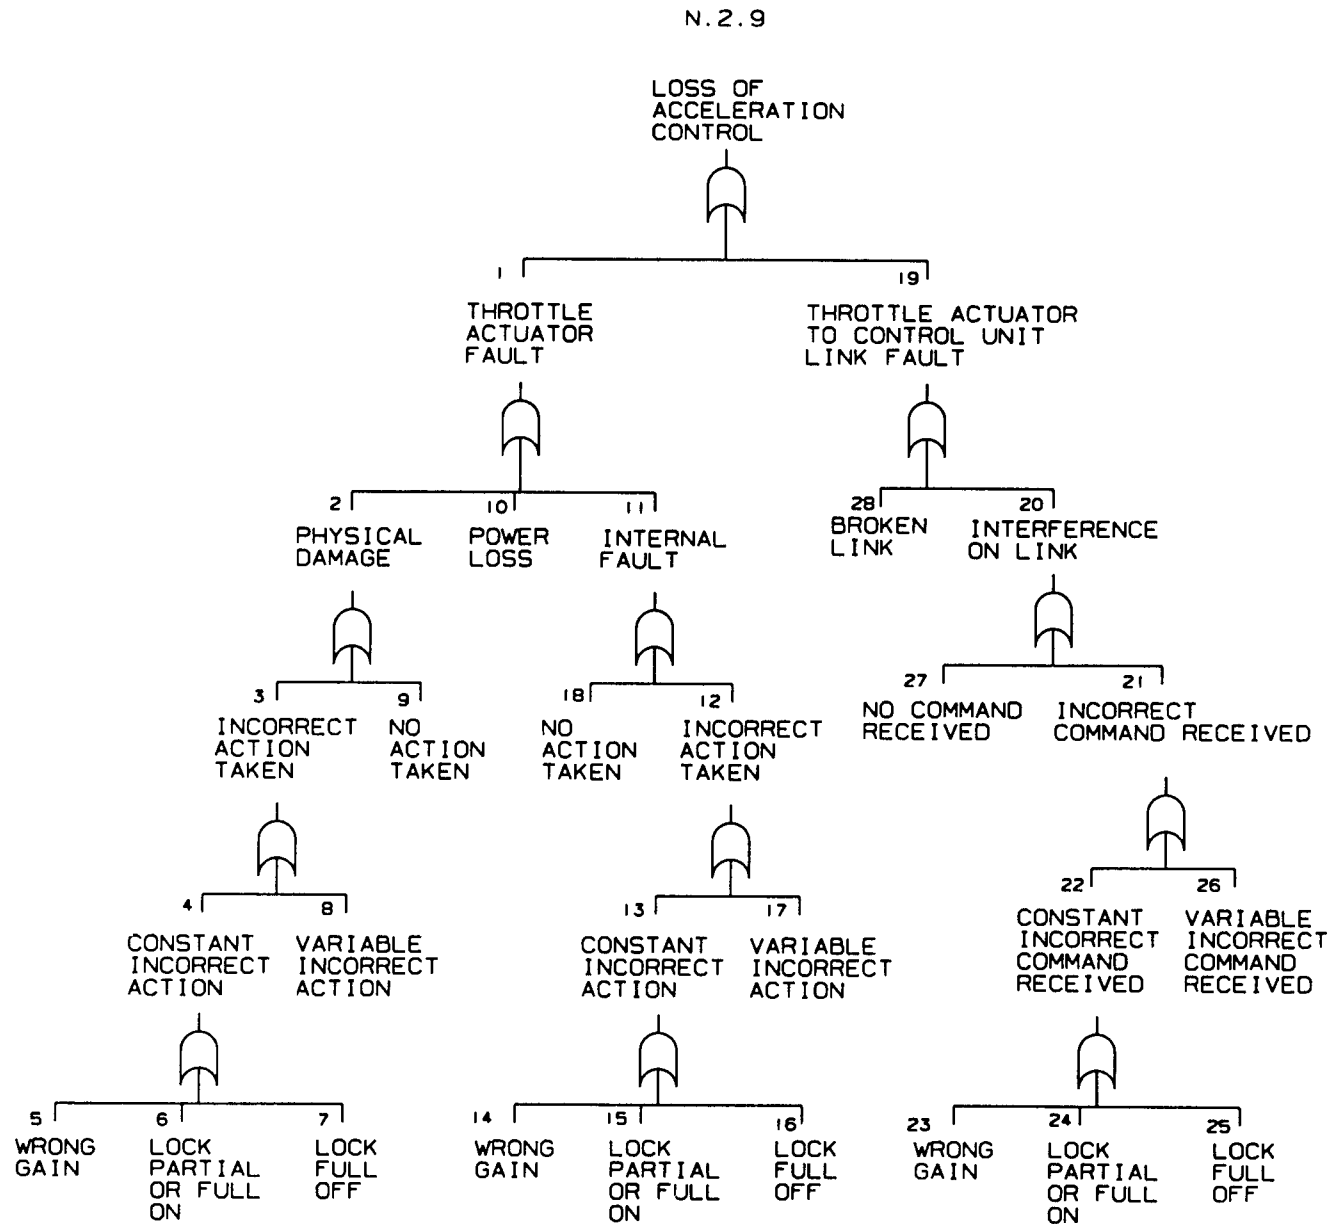 N.2.9
LOSS OF
ACCELERATION
CONTROL
1
19
THROTTLE
ACTUATOR
FAULT
THROTTLE ACTUATOR
TO CONTROL UNIT
LINK FAULT
2
10
11
28
20
PHYSICAL
DAMAGE
POWER
LOSS
INTERNAL
FAULT
BROKEN
LINK
INTERFERENCE
ON LINK
3
9
18
12
27
21
INCORRECT
ACTION
TAKEN
NO
ACTION
TAKEN
NO
ACTION
TAKEN
INCORRECT
ACTION
TAKEN
NO COMMAND
RECEIVED
INCORRECT
COMMAND RECEIVED
4
8
13
17
22
26
CONSTANT
INCORRECT
ACTION
VARIABLE
INCORRECT
ACTION
CONSTANT
INCORRECT
ACTION
VARIABLE
INCORRECT
ACTION
CONSTANT
INCORRECT
COMMAND
RECEIVED
VARIABLE
INCORRECT
COMMAND
RECEIVED
5
6
7
14
15
16
23
24
25
WRONG
GAIN
LOCK
PARTIAL
OR FULL
ON
LOCK
FULL
OFF
WRONG
GAIN
LOCK
PARTIAL
OR FULL
ON
LOCK
FULL
OFF
WRONG
GAIN
LOCK
PARTIAL
OR FULL
ON
LOCK
FULL
OFF